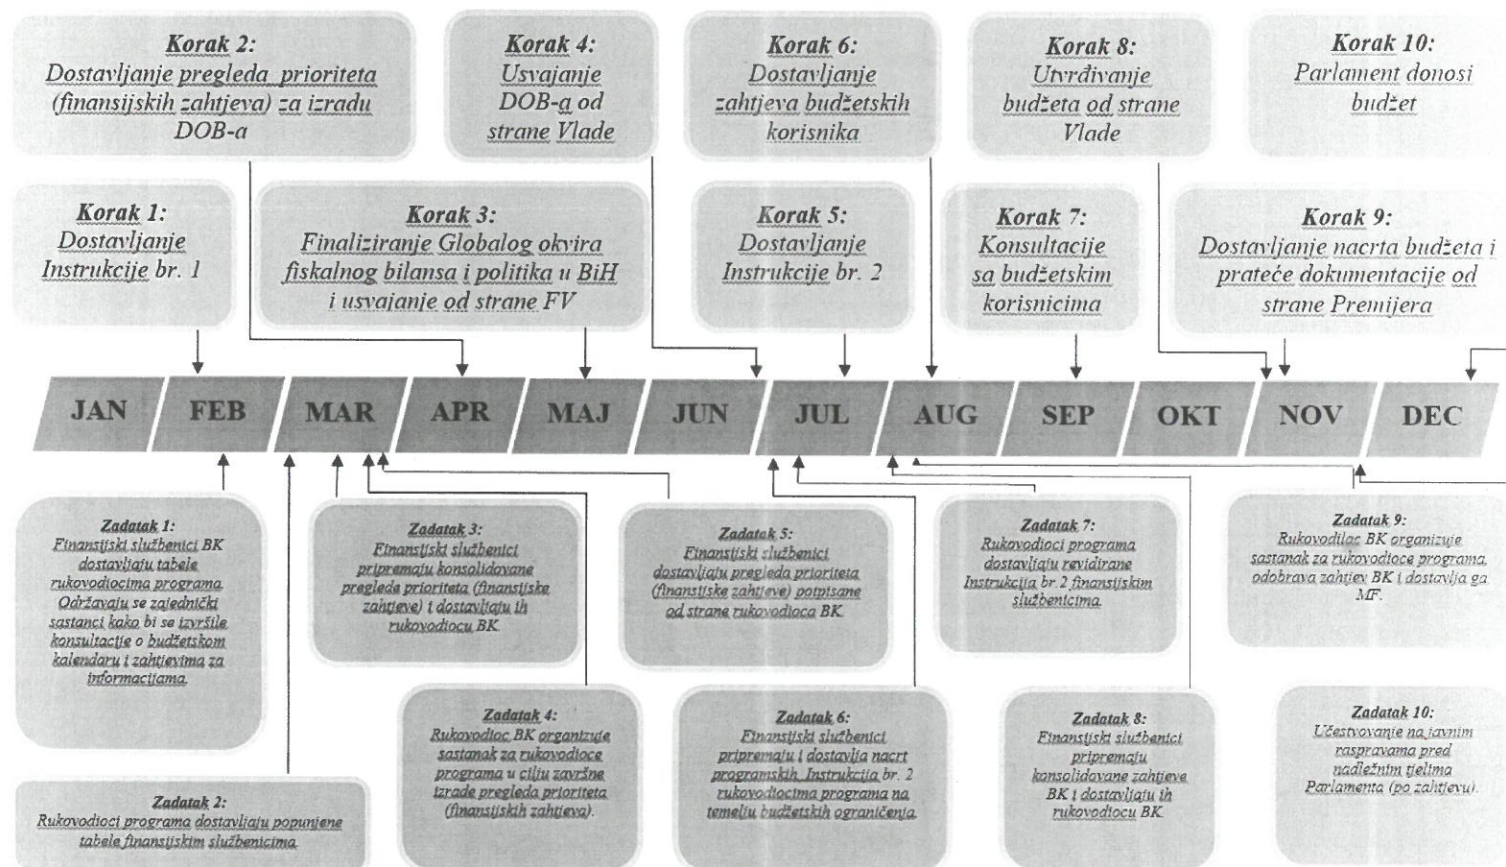 Korak 2:
Dostavljanje pregleda prioriteta
(finansijskih zahtjeva) za izradu
DOB-a
Korak 4:
Usvajanje
DOB-a od
strane Vlade
Korak 6:
Dostavljanje
zahtjeva budžetskih
korisnika
Korak 8:
Utvrđivanje
budžeta od strane
Vlade
Korak 10:
Parlament donosi
budžet
Korak 1:
Dostavljanje
Instrukcije br. 1
Korak 3:
Finaliziranje Globalog okvira
fiskalnog bilansa i politika u BiH
i usvajanje od strane FV
Korak 5:
Dostavljanje
Instrukcije br. 2
Korak 7:
Konsultacije
sa budžetskim
korisnicima
Korak 9:
Dostavljanje nacrta budžeta i
prateće dokumentacije od
strane Premijera
JAN FEB MAR APR MAJ JUN JUL AUG SEP OKT NOV DEC
Zadatak 1:
Finansijski službenici BK
dostavljaju tabele
rukovodiocima programa
Održavaju se zajednički
sastanci kako bi se izvršile
konsultacije o budžetskom
kalendaru i zahtjevima za
informacijama.
Zadatak 3:
Finansijski službenici
pripremaju konsolidovane
preglede prioriteta (finansijske
zahtjeve) i dostavljaju ih
rukovodiocu BK.
Zadatak 5:
Finansijski službenici
dostavljaju pregleda prioriteta
(finansijske zahtjeve) potpisane
od strane rukovodioca BK.
Zadatak 7:
Rukovodioci programa
dostavljaju revidirane
Instrukcija br.2 finansijskim
službenicima.
Zadatak 9:
Rukovodilac BK organizuje
sastanak za rukovodioce programa,
odobrava zahtjev BK i dostavlja ga
MF.
Zadatak 2:
Rukovodioci programa dostavljaju popunjene
tabele finansijskim službenicima.
Zadatak 4:
Rukovodioc BK organizuje
sastanak za rukovodioce
programa u cilju završne
izrade pregleda prioriteta
(finansijskih zahtjeva).
Zadatak 6:
Finansijski službenici
pripremaju i dostavlja nacrt
programskih Instrukcija br. 2
rukovodiocima programa na
temelju budžetskih ograničenja.
Zadatak 8:
Finansijski službenici
pripremaju
konsolidovane zahtjeve
BK i dostavljaju ih
rukovodiocu BK.
Zadatak 10:
Učestvovanje na javnim
raspravama pred
nadležnim tjelima
Parlamenta (po zahtjevu).